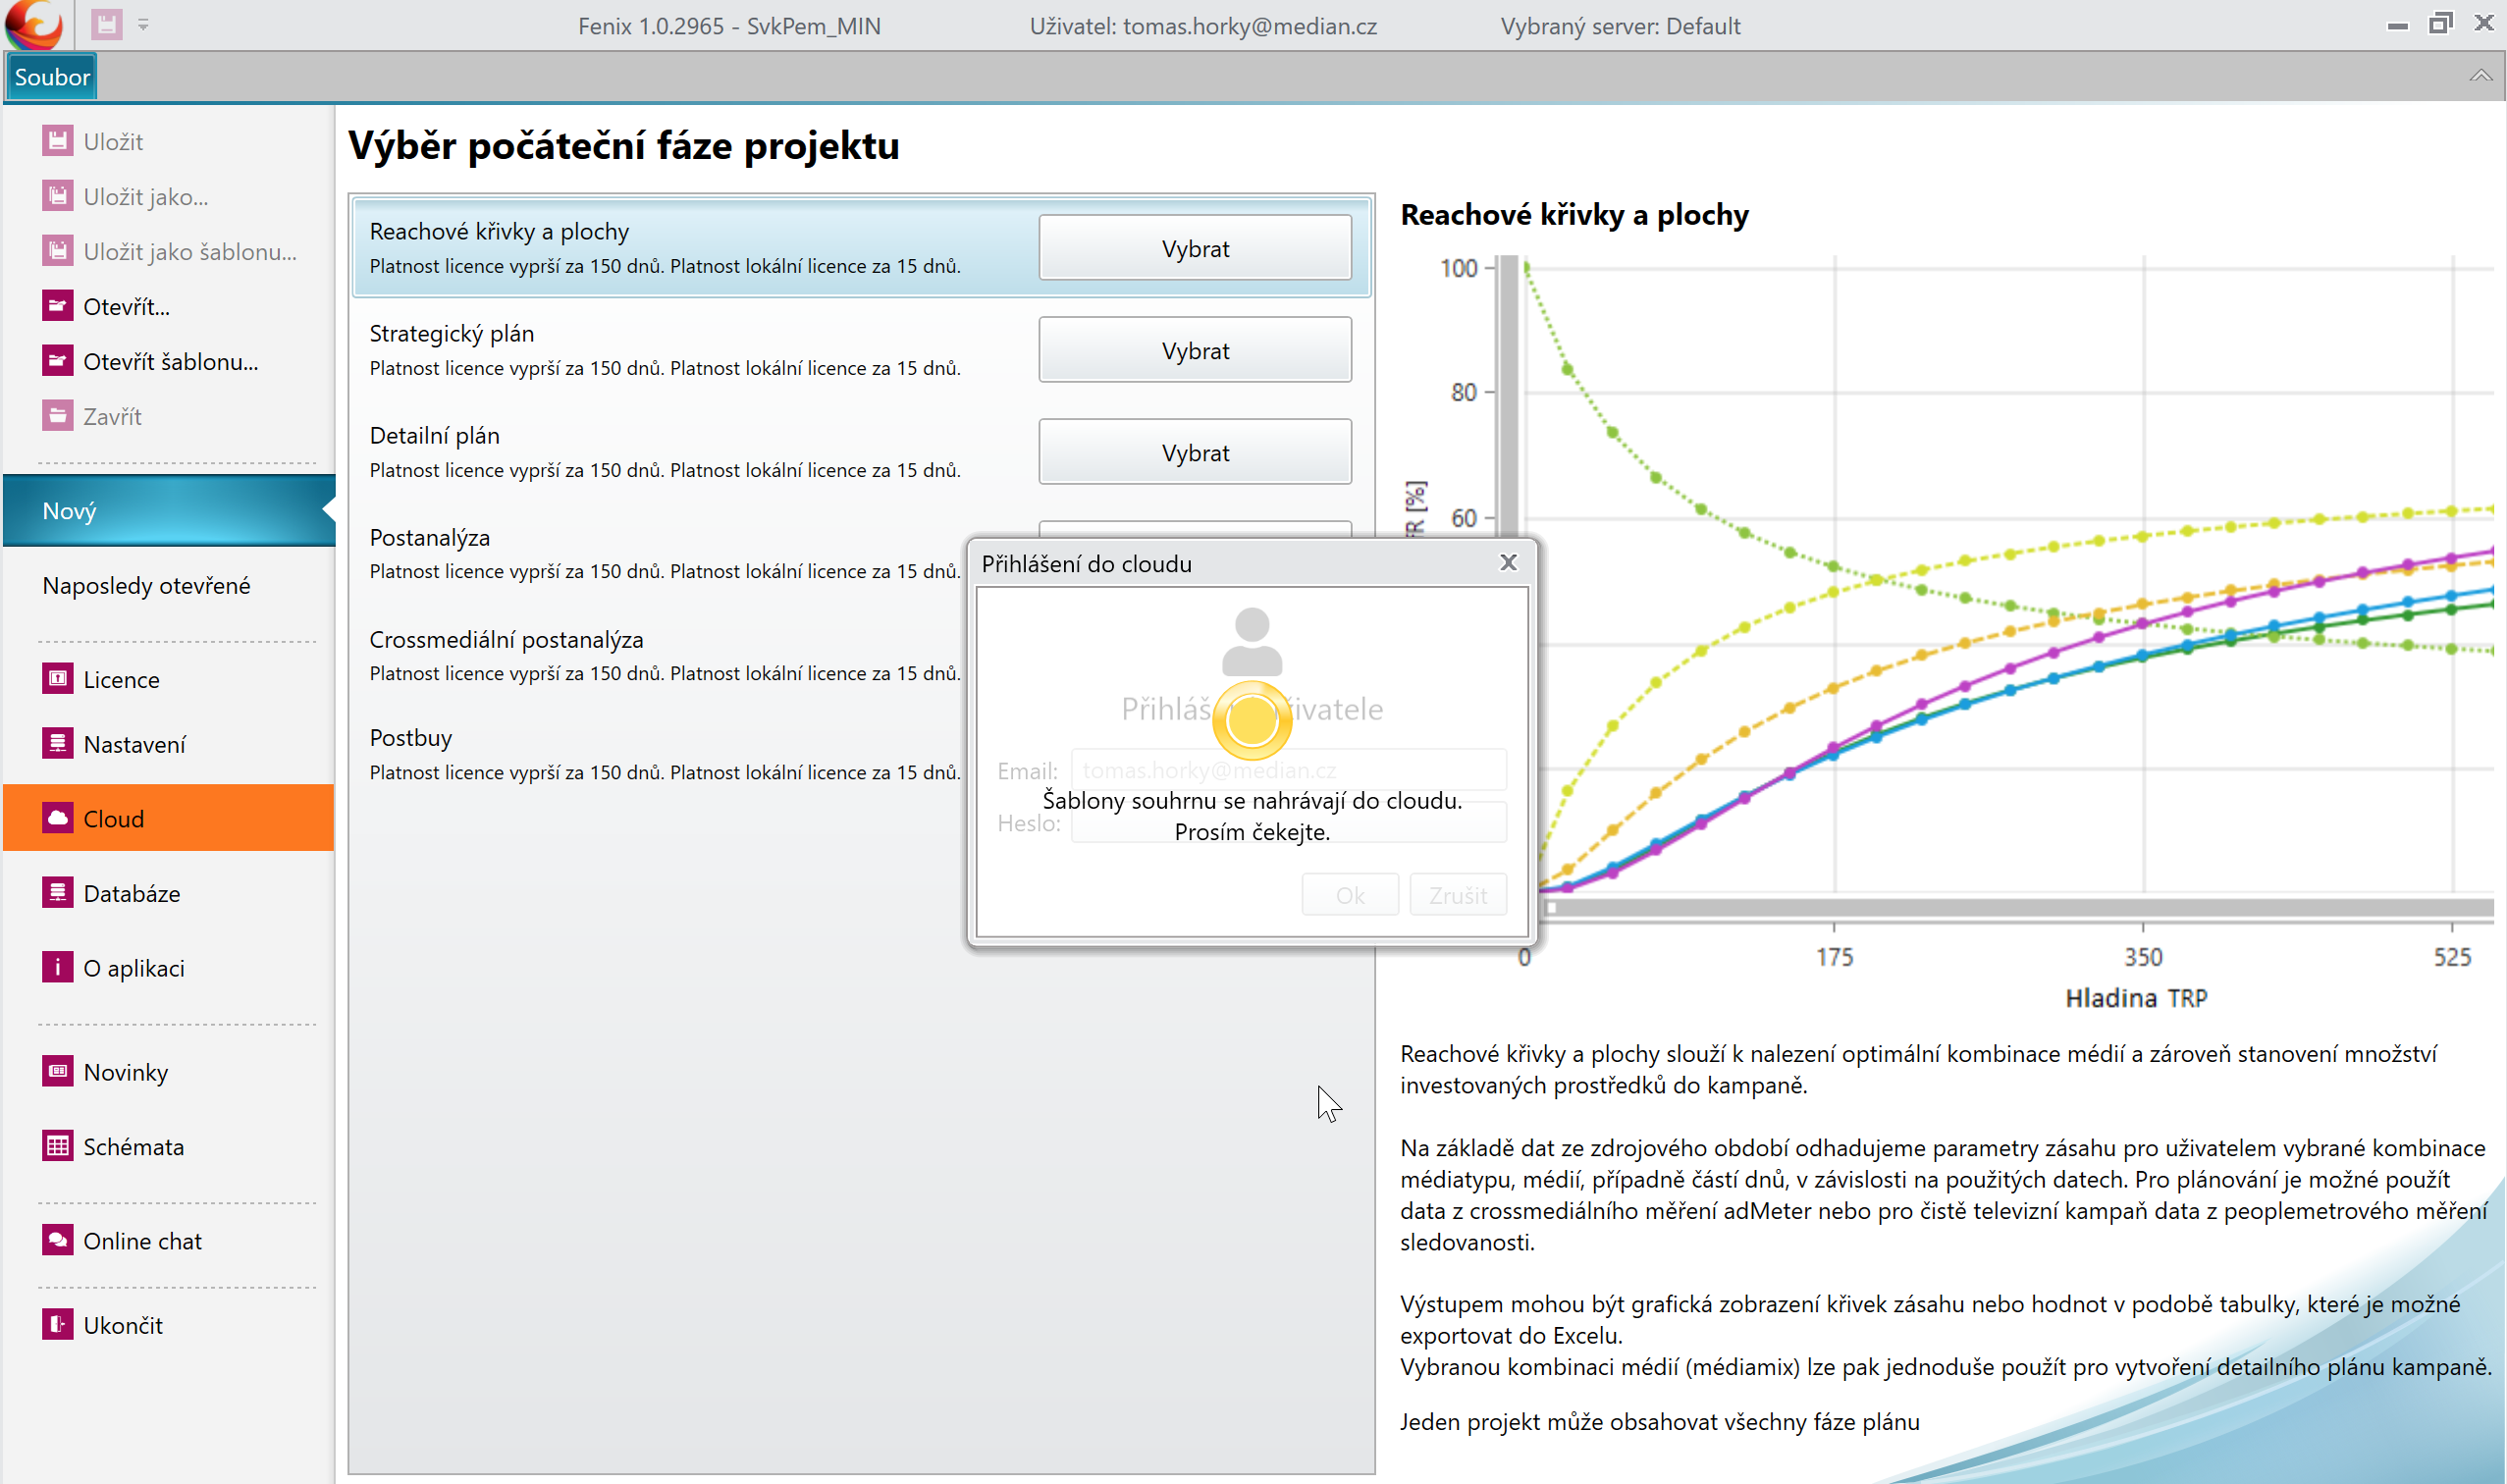 Fenix 1.0.2965 - SvkPem_MIN
Uživatel: tomas.horky@median.cz
Vybraný server: Default
Soubor
Uložit
Uložit jako...
Uložit jako šablonu...
Otevřít...
Otevřít šablonu...
Zavřít
Nový
Naposledy otevřené
Licence
Nastavení
Cloud
Databáze
O aplikaci
Novinky
Schémata
Online chat
Ukončit
Výběr počáteční fáze projektu
Reachové křivky a plochy
Platnost licence vyprší za 150 dnů. Platnost lokální licence za 15 dnů.
Vybrat
Strategický plán
Platnost licence vyprší za 150 dnů. Platnost lokální licence za 15 dnů.
Vybrat
Detailní plán
Platnost licence vyprší za 150 dnů. Platnost lokální licence za 15 dnů.
Vybrat
Postanalýza
Platnost licence vyprší za 150 dnů. Platnost lokální licence za 15 dnů.
Crossmediální postanalýza
Platnost licence vyprší za 150 dnů. Platnost lokální licence za 15 dnů.
Postbuy
Platnost licence vyprší za 150 dnů. Platnost lokální licence za 15 dnů.
Přihlášení do cloudu
Email: tomas.horky@median.cz
Šablony souhrnu se nahrávají do cloudu.
Heslo:
Prosím čekejte.
Ok
Zrušit
Reachové křivky a plochy
100
80
60
[%]
0
175
350
525
Hladina TRP
Reachové křivky a plochy slouží k nalezení optimální kombinace médií a zároveň stanovení množství
investovaných prostředků do kampaně.
Na základě dat ze zdrojového období odhadujeme parametry zásahu pro uživatelem vybrané kombinace
médiatypu, médií, případně částí dnů, v závislosti na použitých datech. Pro plánování je možné použít
data z crossmediálního měření adMeter nebo pro čistě televizní kampaň data z peoplemetrového měření
sledovanosti.
Výstupem mohou být grafická zobrazení křivek zásahu nebo hodnot v podobě tabulky, které je možné
exportovat do Excelu.
Vybranou kombinaci médií (médiamix) lze pak jednoduše použít pro vytvoření detailního plánu kampaně.
Jeden projekt může obsahovat všechny fáze plánu